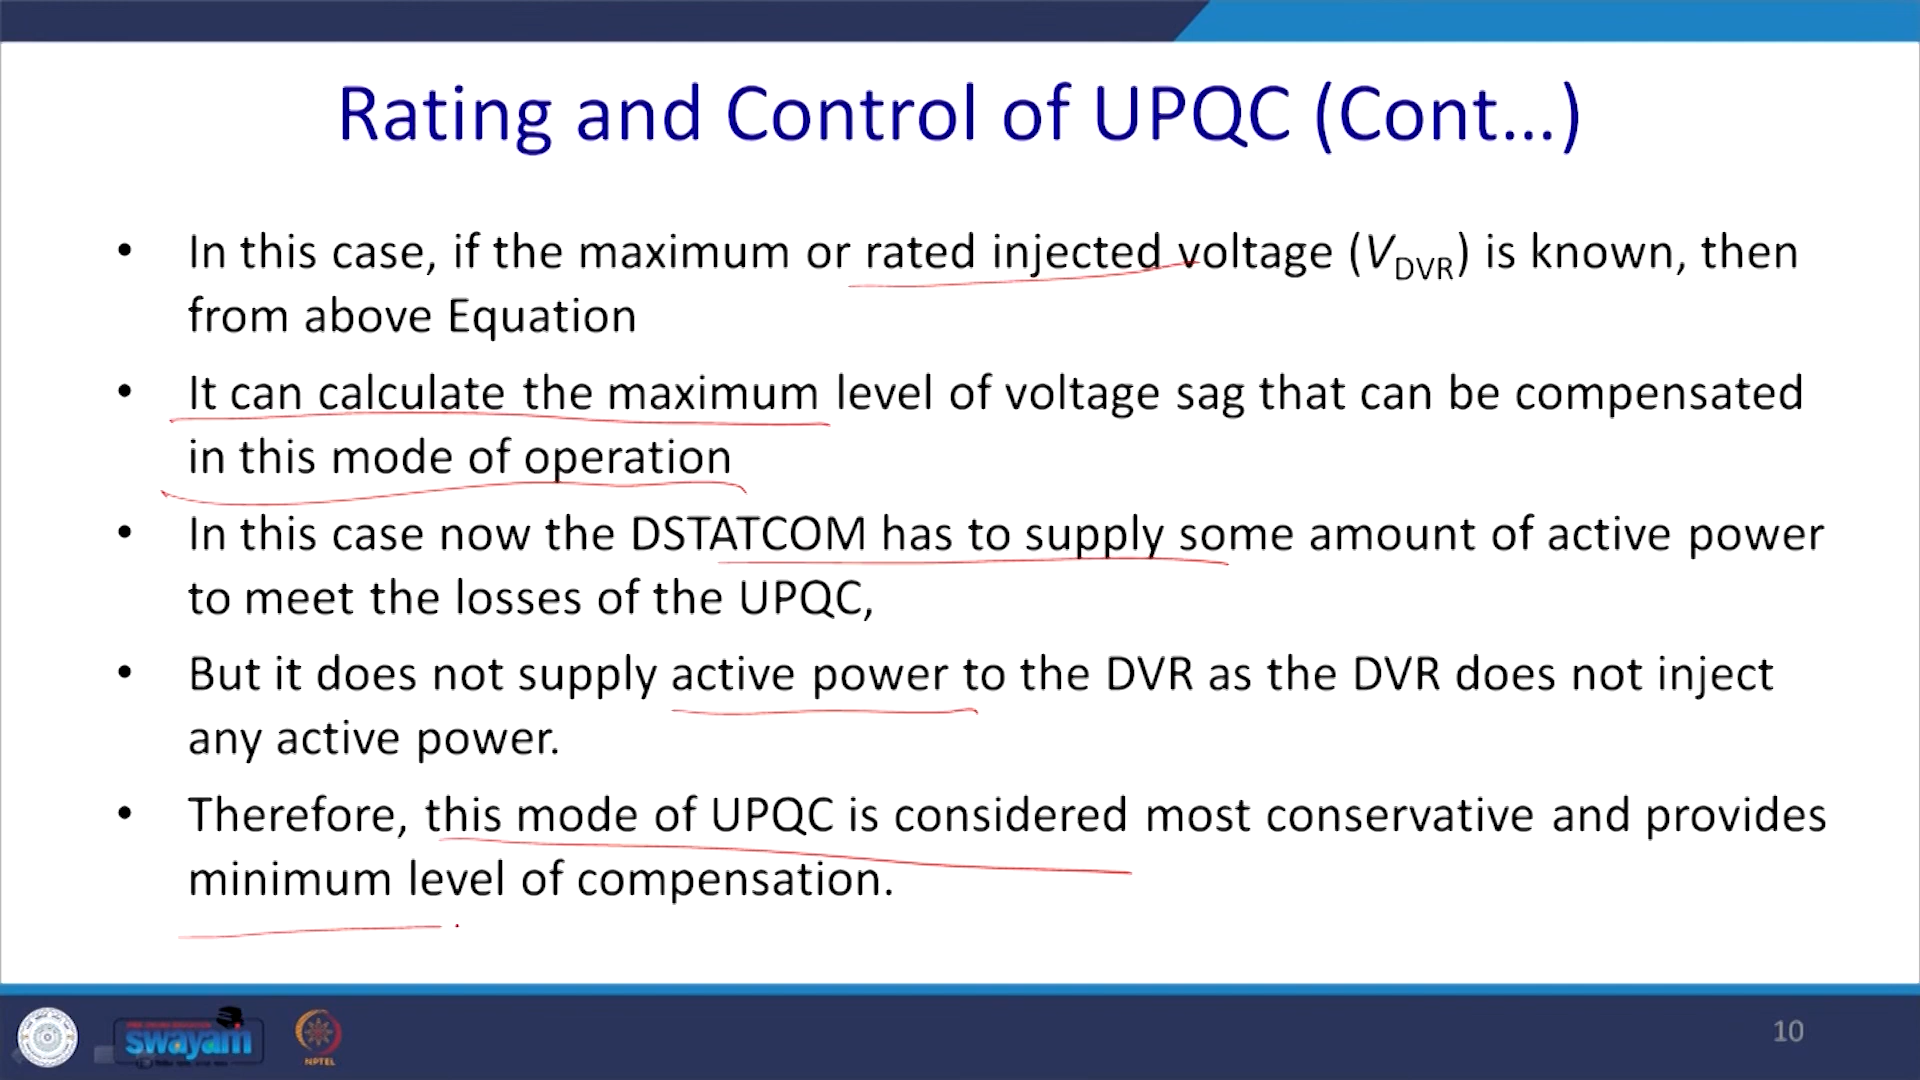 Rating and Control of UPQC (Cont...)
• In this case, if the maximum or rated injected voltage (VDVR) is known, then
from above Equation
• It can calculate the maximum level of voltage sag that can be compensated
in this mode of operation
• In this case now the DSTATCOM has to supply some amount of active power
to meet the losses of the UPQC,
• But it does not supply active power to the DVR as the DVR does not inject
any active power.
• Therefore, this mode of UPQC is considered most conservative and provides
minimum level of compensation.
swayam
NPTEL
10